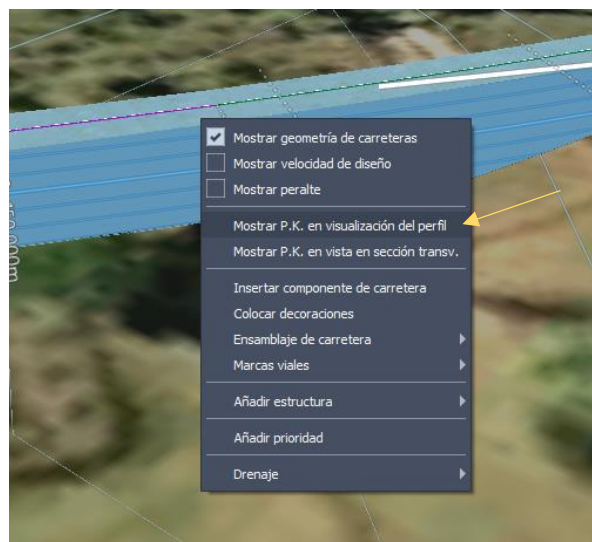 Mostrar geometría de carreteras
Mostrar velocidad de diseño
Mostrar peralte
Mostrar P.K. en visualización del perfil
Mostrar P.K. en vista en sección transv.
Insertar componente de carretera
Colocar decoraciones
Ensamblaje de carretera
Marcas viales
Añadir estructura
Añadir prioridad
Drenaje